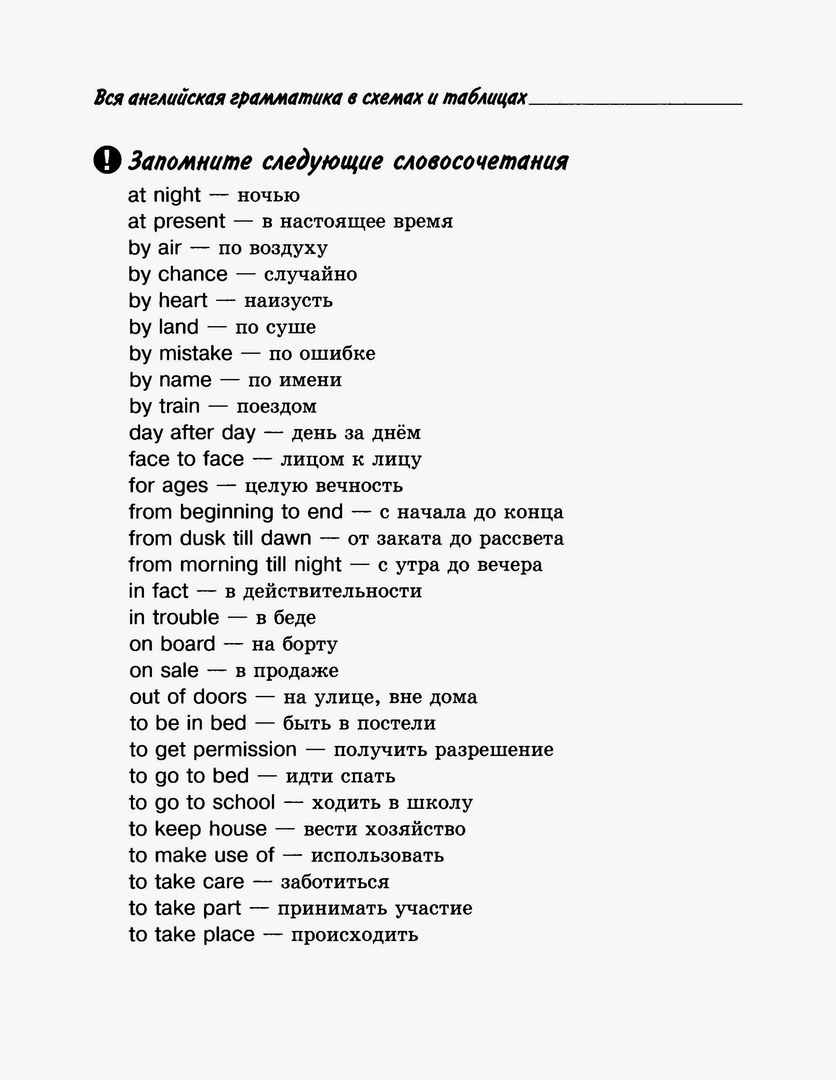 Вся английская грамматика в схемах и таблицах
! Запомните следующие словосочетания
at night — ночью
at present — в настоящее время
by air — по воздуху
by chance — случайно
by heart — наизусть
by land — по суше
by mistake — по ошибке
by name — по имени
by train — поездом
day after day — день за днём
face to face — лицом к лицу
for ages — целую вечность
from beginning to end — с начала до конца
from dusk till dawn — от заката до рассвета
from morning till night — с утра до вечера
in fact — в действительности
in trouble — в беде
on board — на борту
on sale — в продаже
out of doors — на улице, вне дома
to be in bed — быть в постели
to get permission — получить разрешение
to go to bed — идти спать
to go to school — ходить в школу
to keep house — вести хозяйство
to make use of — использовать
to take care — заботиться
to take part — принимать участие
to take place — происходить